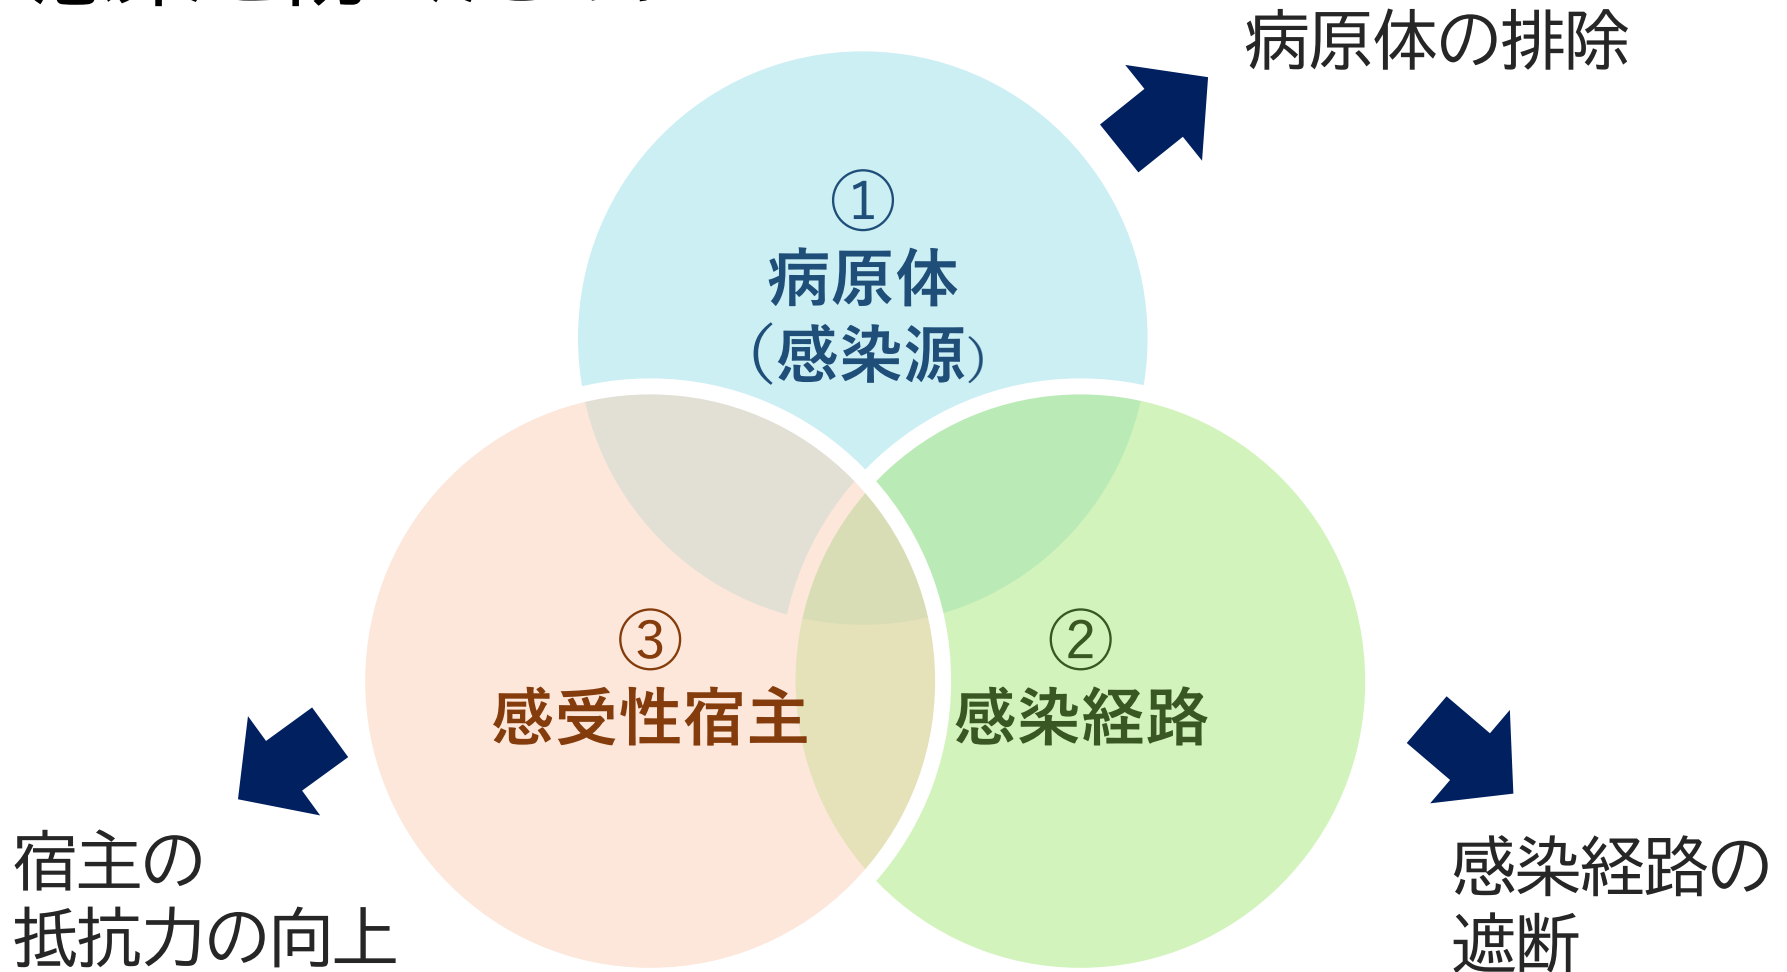 病原体の排除
①
病原体
（感染源）
③
感受性宿主
②
感染経路
宿主の
抵抗力の向上
感染経路の
遮断